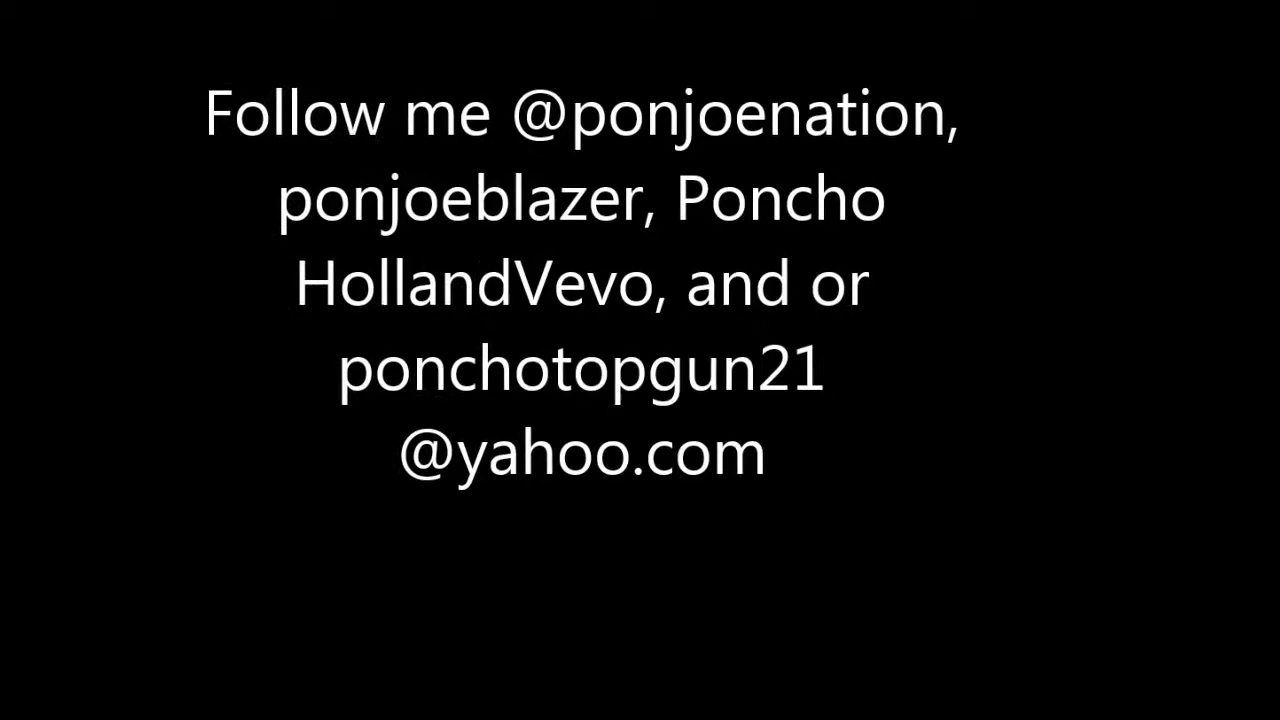 Follow me @ponjoenation,
ponjoeblazer, Poncho
HollandVevo, and or
ponchotopgun21
@yahoo.com